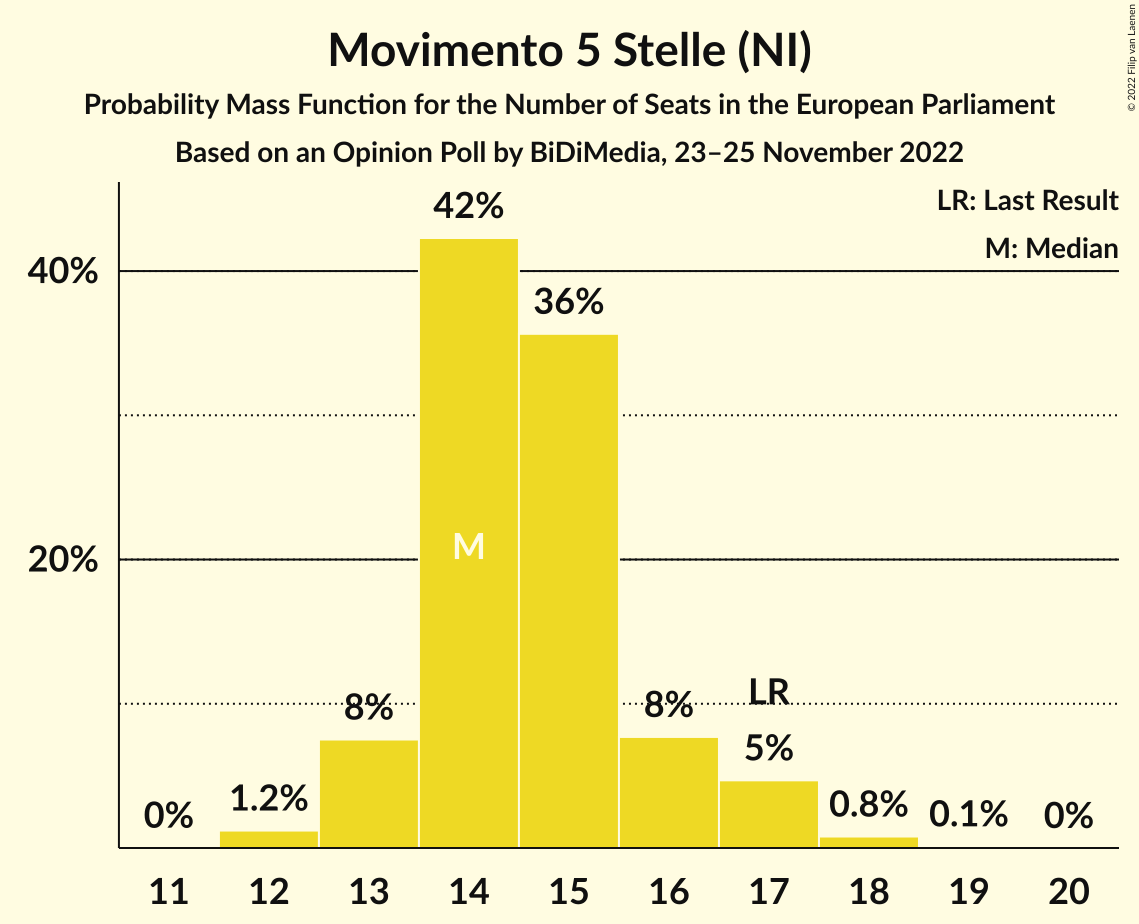 Movimento 5 Stelle (NI)
Probability Mass Function for the Number of Seats in the European Parliament
Based on an Opinion Poll by BiDiMedia, 23–25 November 2022
© 2022 Filip van Laenen
LR: Last Result
M: Median
40%
20%
0%
1.2%
8%
42%
M
36%
8%
LR
5%
0.8%
0.1%
0%
11 12 13 14 15 16 17 18 19 20